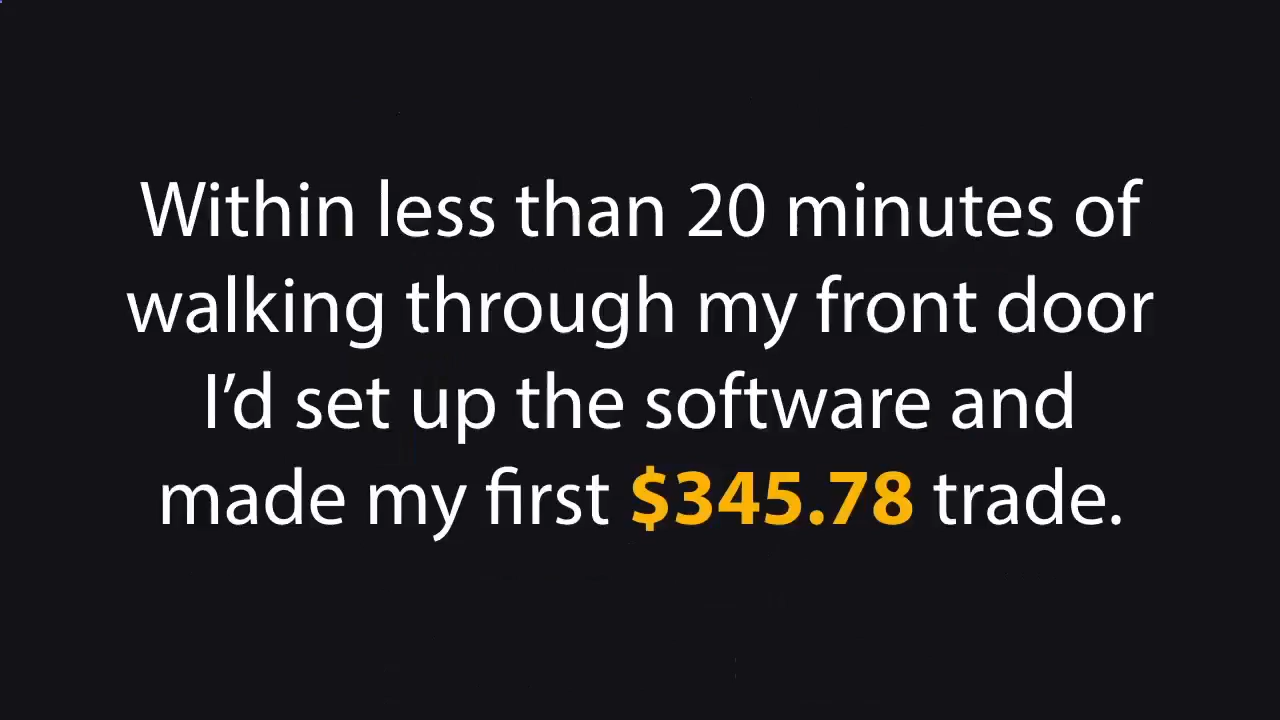 Within less than 20 minutes of
walking through my front door
I’d set up the software and
made my first $345.78 trade.